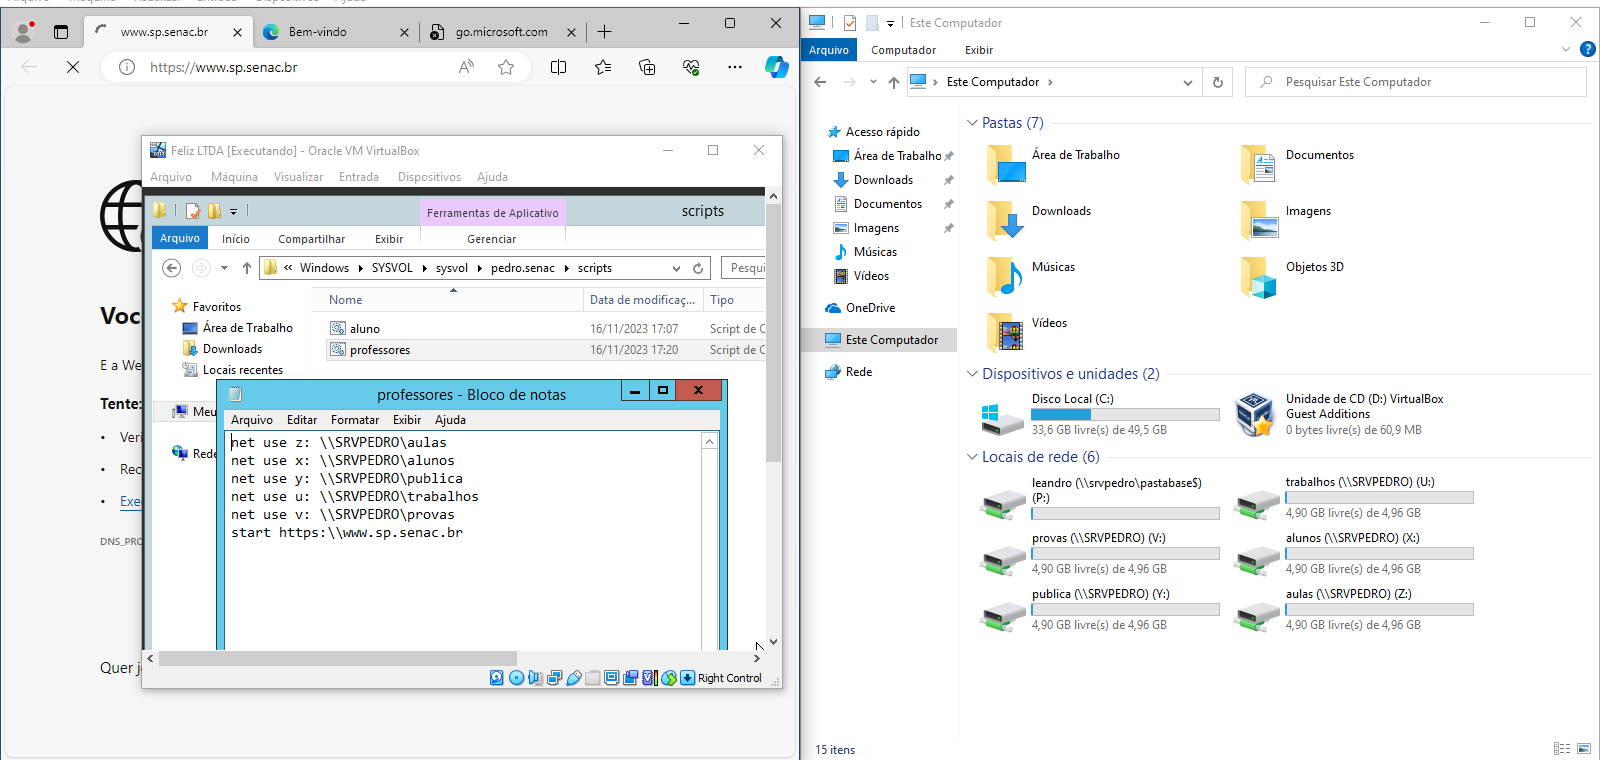 Arquivo Máquina Visualizar Entrada Dispositivos Ajuda
www.sp.senac.br
Bem-vindo
go.microsoft.com
https://www.sp.senac.br
Voc
E a We
Tente:
• Veri
• Rec
• Exe
DNS_PRO
Quer j
Feliz LTDA [Executando] - Oracle VM VirtualBox
Arquivo Máquina Visualizar Entrada Dispositivos Ajuda
Ferramentas de Aplicativo
scripts
Arquivo Início Compartilhar Exibir Gerenciar
« Windows SYSVOL sysvol pedro.senac scripts
Pesqui
Nome Data de modificaç... Tipo
aluno 16/11/2023 17:07 Script de C
professores 16/11/2023 17:20 Script de C
Favoritos
Área de Trabalho
Downloads
Locais recentes
Meu
Rede
professores - Bloco de notas
Arquivo Editar Formatar Exibir Ajuda
net use z: \\SRVPEDRO\aulas
net use x: \\SRVPEDRO\alunos
net use y: \\SRVPEDRO\publica
net use u: \\SRVPEDRO\trabalhos
net use v: \\SRVPEDRO\provas
start https:\\www.sp.senac.br
Right Control
Este Computador
Arquivo Computador Exibir
Este Computador
Pesquisar Este Computador
Acesso rápido
Área de Trabalho
Downloads
Documentos
Imagens
Músicas
Vídeos
OneDrive
Este Computador
Rede
Pastas (7)
Área de Trabalho
Documentos
Downloads
Imagens
Músicas
Objetos 3D
Vídeos
Dispositivos e unidades (2)
Disco Local (C:)
33,6 GB livre(s) de 49,5 GB
Unidade de CD (D:) VirtualBox
Guest Additions
0 bytes livre(s) de 60,9 MB
Locais de rede (6)
leandro (\\srvpedro\pastabase$)
(P:)
trabalhos (\\SRVPEDRO) (U:)
4,90 GB livre(s) de 4,96 GB
provas (\\SRVPEDRO) (V:)
4,90 GB livre(s) de 4,96 GB
alunos (\\SRVPEDRO) (X:)
4,90 GB livre(s) de 4,96 GB
publica (\\SRVPEDRO) (Y:)
4,90 GB livre(s) de 4,96 GB
aulas (\\SRVPEDRO) (Z:)
4,90 GB livre(s) de 4,96 GB
15 itens